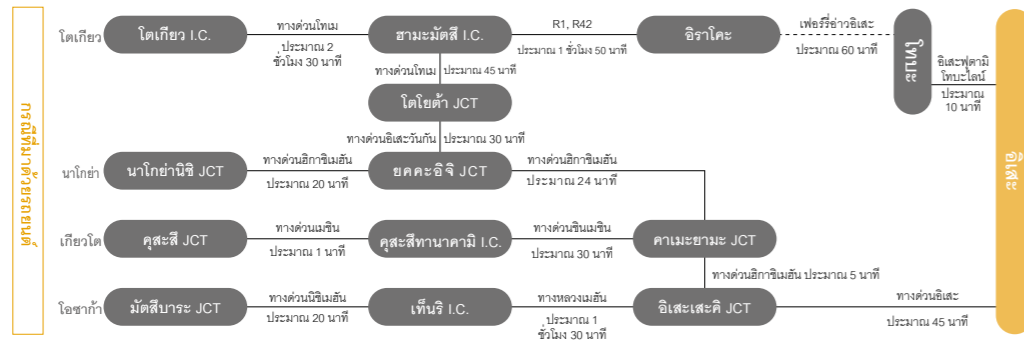 กรณีที่มาด้วยรถยนต์
โตเกียว
โตเกียว I.C.
ทางด่วนโทเม
ประมาณ 2
ชั่วโมง 30 นาที
ฮามะมัตสึ I.C.
R1, R42
ประมาณ 1 ชั่วโมง 50 นาที
อิราโคะ
เฟอร์รี่อ่าวอิเสะ
ประมาณ 60 นาที
โทบะ
อิเสะฟุตามิ
โทบะไลน์
ประมาณ
10 นาที
อิเสะ
ทางด่วนโทเม
ประมาณ 45 นาที
โตโยต้า JCT
ทางด่วนอิเสะวันกัน
ประมาณ 30 นาที
นาโกย่า
นาโกย่านิชิ JCT
ทางด่วนฮิกาชิเมฮัน
ประมาณ 20 นาที
ยคคะอิจิ JCT
ทางด่วนฮิกาชิเมฮัน
ประมาณ 24 นาที
เกียวโต
คุสะสึ JCT
ทางด่วนเมชิน
ประมาณ 1 นาที
คุสะสึทานาคามิ I.C.
ทางด่วนชินเมชิน
ประมาณ 30 นาที
คาเมะยามะ JCT
ทางด่วนฮิกาชิเมฮัน ประมาณ 5 นาที
โอซาก้า
มัตสึบาระ JCT
ทางด่วนนิชิเมฮัน
ประมาณ 20 นาที
เท็นริ I.C.
ทางหลวงเมฮัน
ประมาณ 1
ชั่วโมง 30 นาที
อิเสะเสะคิ JCT
ทางด่วนอิเสะ
ประมาณ 45 นาที